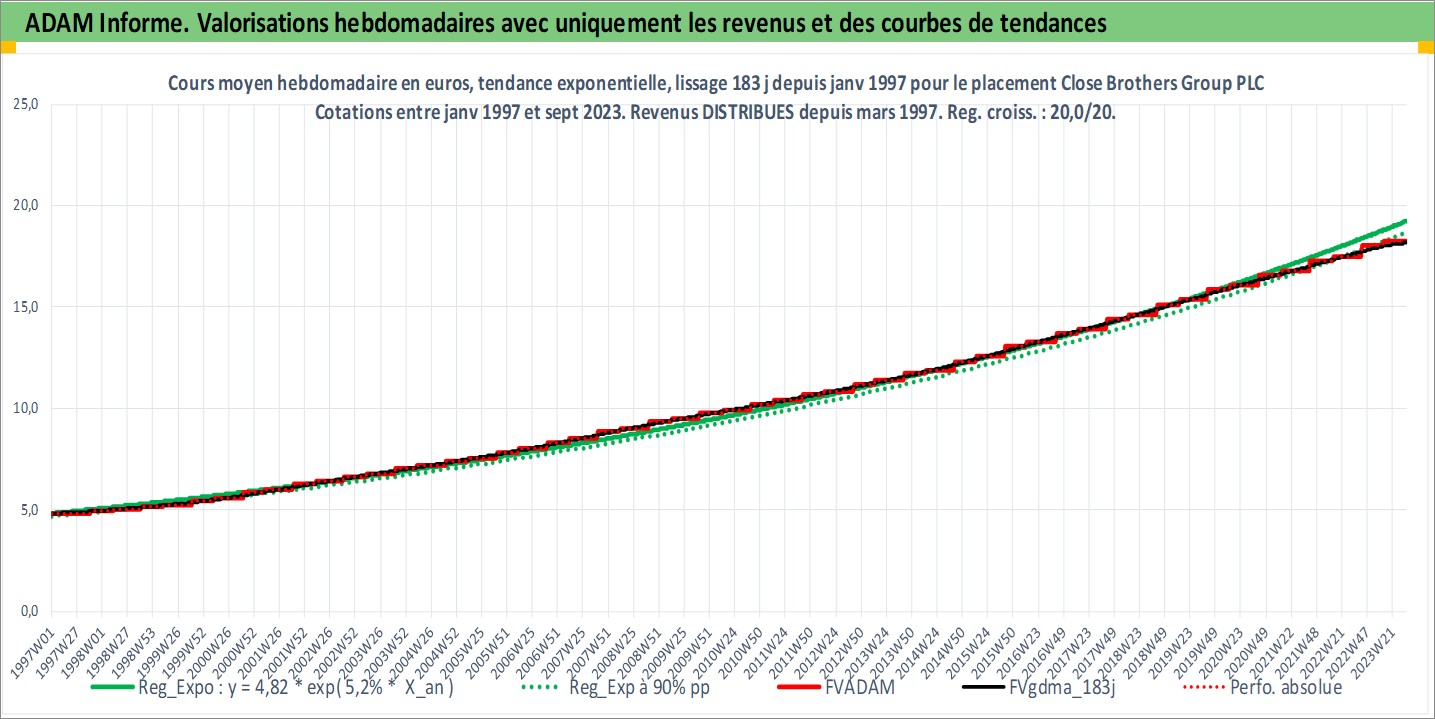 ADAM Informe. Valorisations hebdomadaires avec uniquement les revenus et des courbes de tendances
Cours moyen hebdomadaire en euros, tendance exponentielle, lissage 183 j depuis janv 1997 pour le placement Close Brothers Group PLC
Cotations entre janv 1997 et sept 2023. Revenus DISTRIBUES depuis mars 1997. Reg. croiss. : 20,0/20.
25,0
20,0
15,0
10,0
5,0
0,0
1997W01
1997W27
1998W01
1998W27
1998W53
1999W26
1999W52
2000W26
2000W52
2001W26
2001W52
2002W26
2002W52
2003W26
2003W52
2004W26
2004W52
2005W25
2005W51
2006W25
2006W51
2007W25
2007W51
2008W25
2008W51
2009W25
2009W51
2010W24
2010W50
2011W24
2011W50
2012W24
2012W50
2013W24
2013W50
2014W24
2014W50
2015W24
2015W50
2016W23
2016W49
2017W23
2017W49
2018W23
2018W49
2019W23
2019W49
2020W23
2020W49
2021W22
2021W48
2022W21
2022W47
2023W21
Reg_Expo : y = 4,82 * exp( 5,2% * X_an )
Reg_Exp à 90% pp
FVADAM
FVgdma_183j
Perfo. absolue